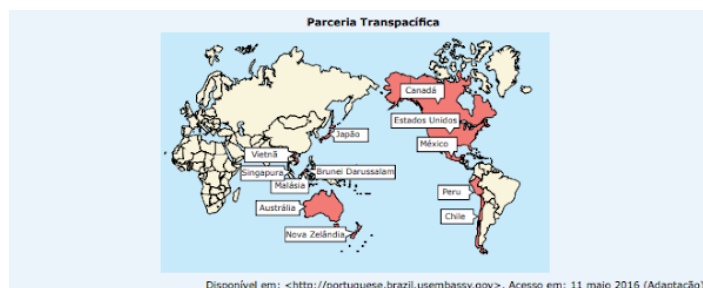 Parceria Transpacífica
Canadá
Estados Unidos
Japão
México
Vietnã
Singapura
Brunei Darussalam
Malásia
Peru
Austrália
Chile
Nova Zelândia
Disponível em: <http://portuguese.brazil.usembassy.gov>. Acesso em: 11 maio 2016 (Adaptação)